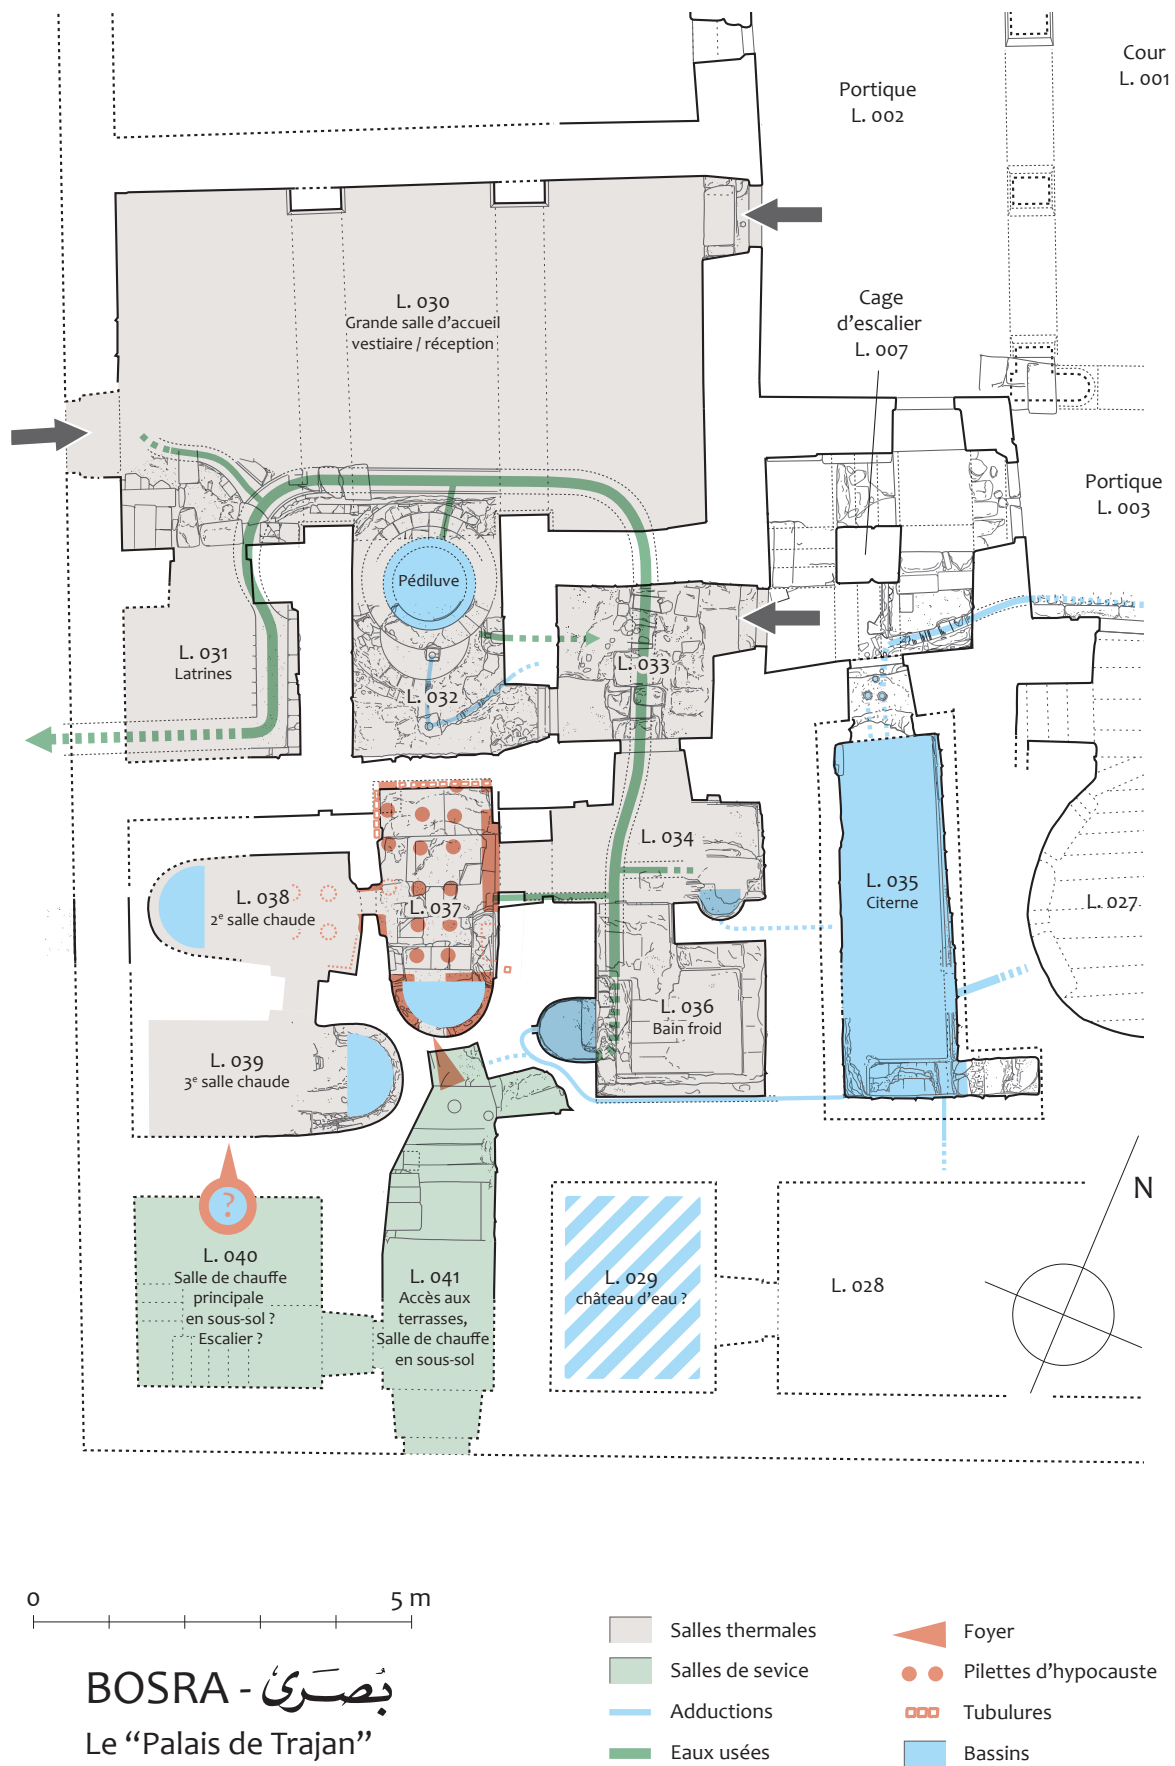 Cour
L. 001
Portique
L. 002
L. 030
Grande salle d'accueil
vestiaire / réception
Cage
d'escalier
L. 007
Portique
L. 003
Pédiluve
L. 031
Latrines
L. 032
L. 033
L. 034
L. 035
Citerne
L. 027
L. 038
2e salle chaude
L. 037
L. 036
Bain froid
L. 039
3e salle chaude
?
L. 040
Salle de chauffe
principale
en sous-sol ?
Escalier ?
L. 041
Accès aux
terrasses,
Salle de chauffe
en sous-sol
L. 029
château d'eau ?
L. 028
N
0 5 m
BOSRA - بُصَرىٰ
Le “Palais de Trajan”
Salles thermales
Salles de sevice
Adductions
Eaux usées
Foyer
Pilettes d'hypocauste
Tubulures
Bassins